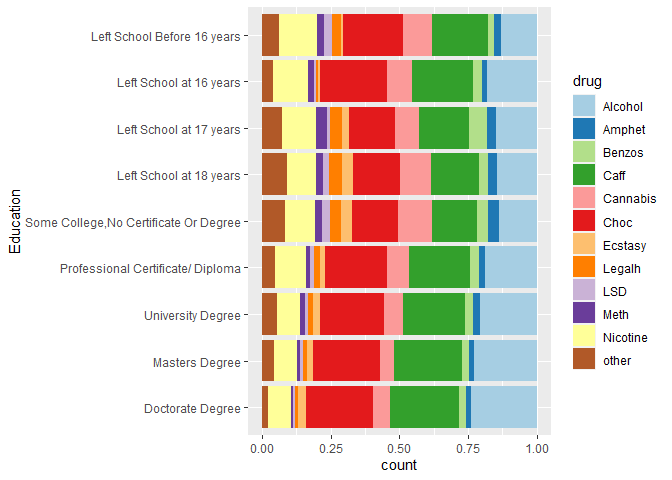 Left School Before 16 years
Left School at 16 years
Left School at 17 years
Left School at 18 years
Some College,No Certificate Or Degree
Professional Certificate/ Diploma
University Degree
Masters Degree
Doctorate Degree
Education
0.00 0.25 0.50 0.75 1.00
count
drug
Alcohol
Amphet
Benzos
Caff
Cannabis
Choc
Ecstasy
Legalh
LSD
Meth
Nicotine
other